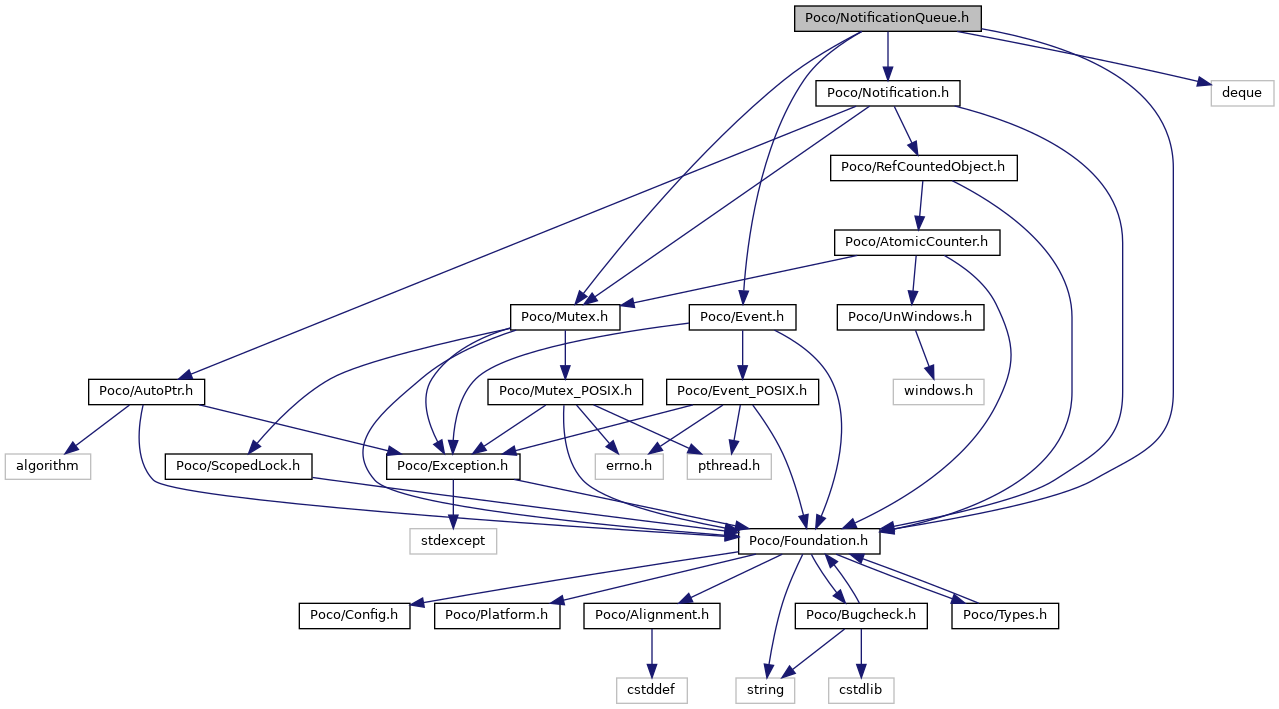 Poco/NotificationQueue.h
Poco/Notification.h
deque
Poco/RefCountedObject.h
Poco/AtomicCounter.h
Poco/Mutex.h
Poco/Event.h
Poco/UnWindows.h
Poco/AutoPtr.h
Poco/Mutex_POSIX.h
Poco/Event_POSIX.h
windows.h
algorithm
Poco/ScopedLock.h
Poco/Exception.h
errno.h
pthread.h
stdexcept
Poco/Foundation.h
Poco/Config.h
Poco/Platform.h
Poco/Alignment.h
Poco/Bugcheck.h
Poco/Types.h
cstddef
string
cstdlib